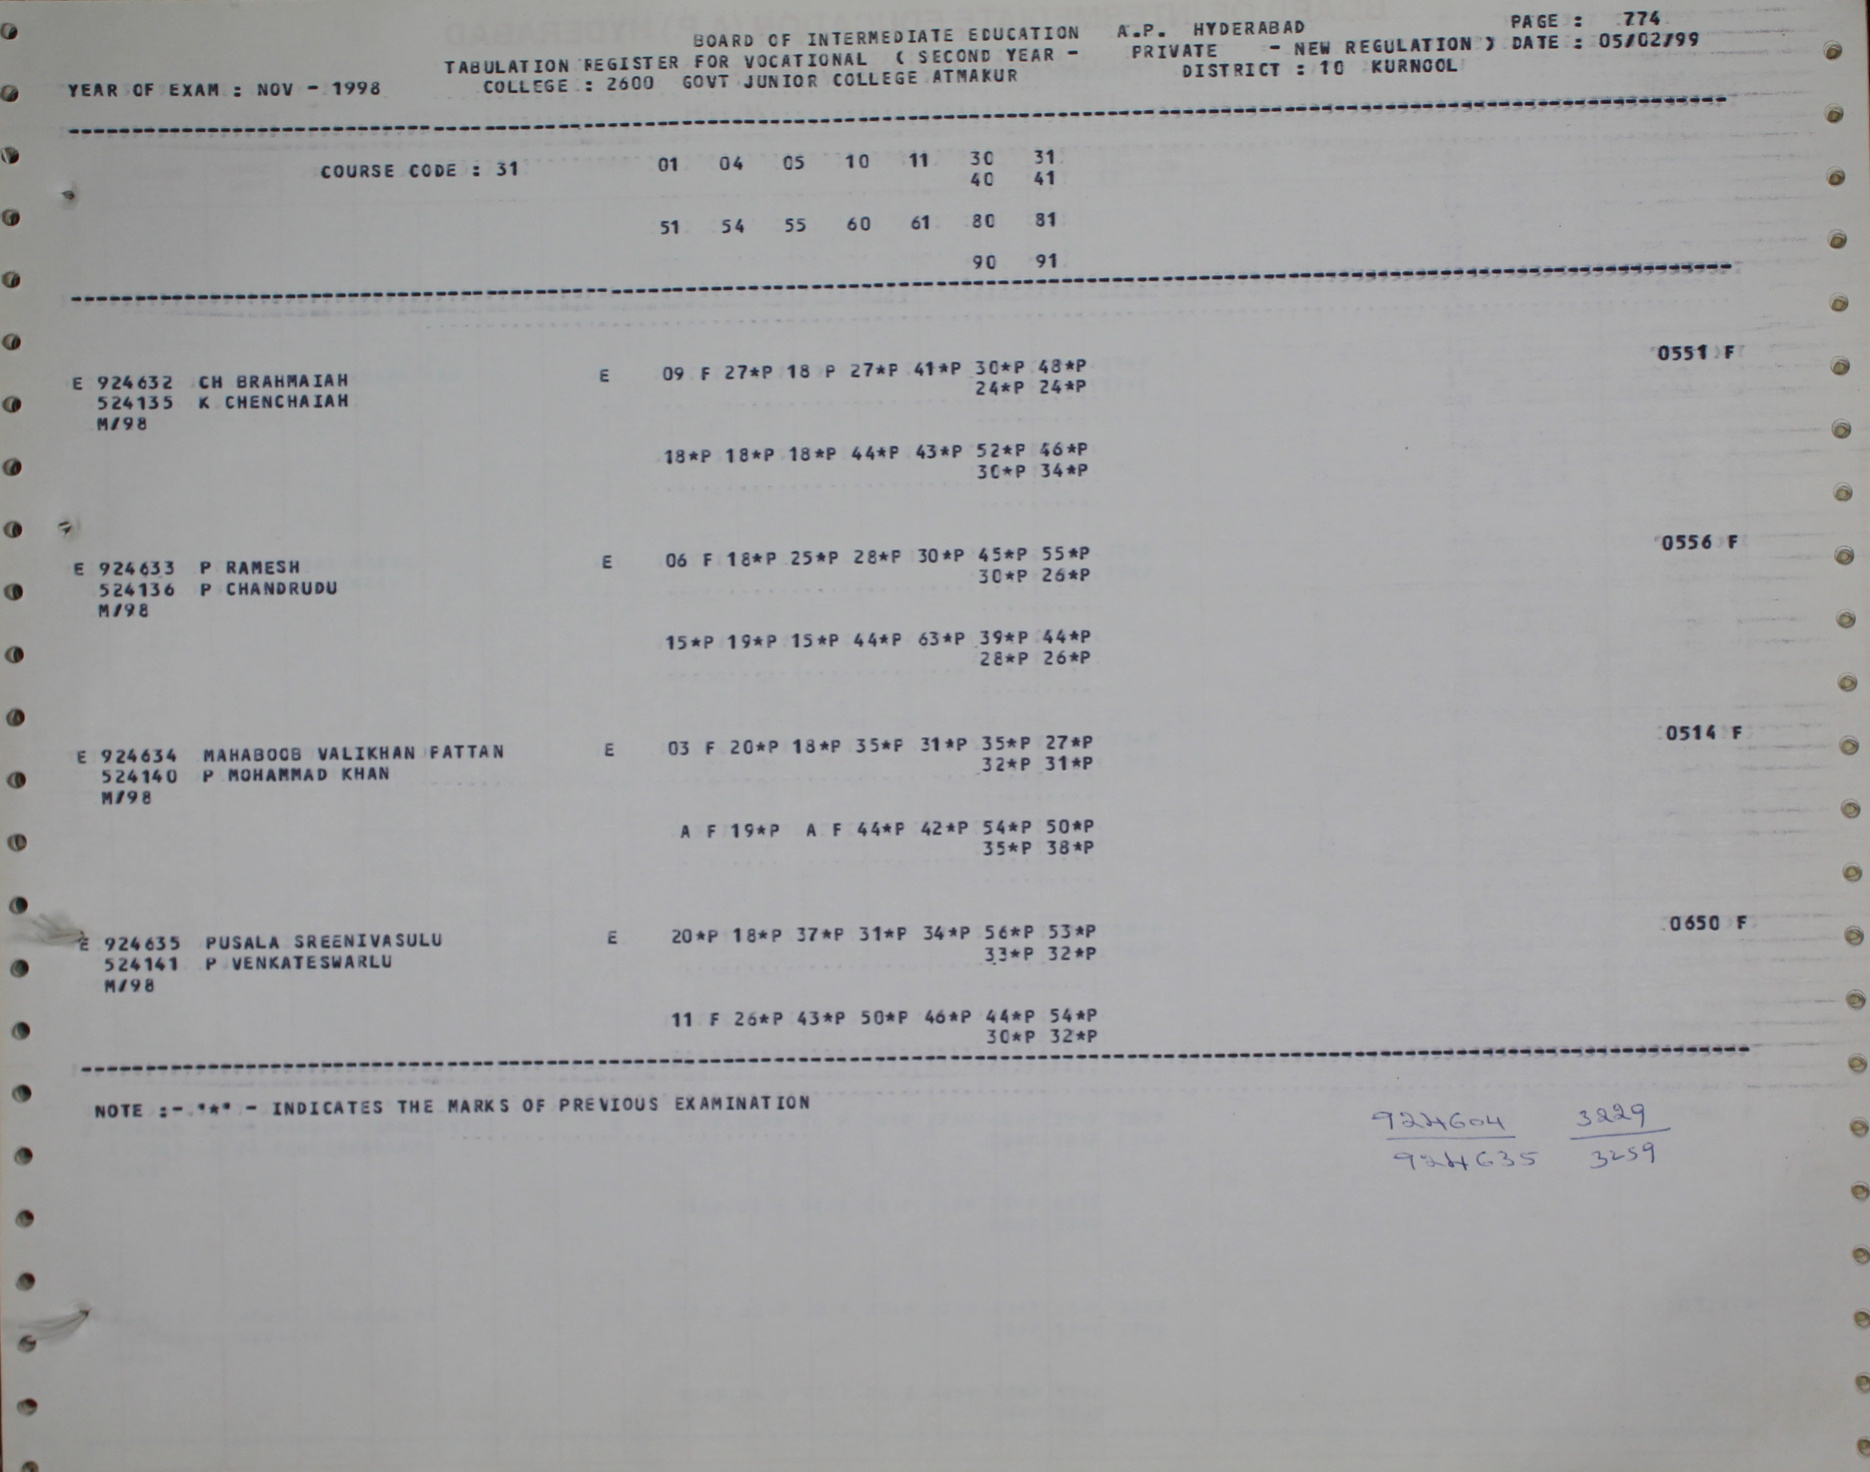 BOARD OF INTERMEDIATE EDUCATION A.P. HYDERABAD PAGE : 774
TABULATION REGISTER FOR VOCATIONAL ( SECOND YEAR - PRIVATE - NEW REGULATION ) DATE : 05/02/99
YEAR OF EXAM : NOV - 1998 COLLEGE : 2600 GOVT JUNIOR COLLEGE ATMAKUR DISTRICT : 10 KURNOOL
COURSE CODE : 31 01 04 05 10 11 30 31
40 41
51 54 55 60 61 80 81
90 91
E 924632 CH BRAHMAIAH E 09 F 27*P 18 P 27*P 41*P 30*P 48*P 0551 F
524135 K CHENCHAIAH 24*P 24*P
M/98
18*P 18*P 18*P 44*P 43*P 52*P 46*P
30*P 34*P
E 924633 P RAMESH E 06 F 18*P 25*P 28*P 30*P 45*P 55*P 0556 F
524136 P CHANDRUDU 30*P 26*P
M/98
15*P 19*P 15*P 44*P 63*P 39*P 44*P
28*P 26*P
E 924634 MAHABOOB VALIKHAN PATTAN E 03 F 20*P 18*P 35*P 31*P 35*P 27*P 0514 F
524140 P MOHAMMAD KHAN 32*P 31*P
M/98
A F 19*P A F 44*P 42*P 54*P 50*P
35*P 38*P
E 924635 PUSALA SREENIVASULU E 20*P 18*P 37*P 31*P 34*P 56*P 53*P 0650 F
524141 P VENKATESWARLU 33*P 32*P
M/98
11 F 26*P 43*P 50*P 46*P 44*P 54*P
30*P 32*P
NOTE :- "*" - INDICATES THE MARKS OF PREVIOUS EXAMINATION
924604 3229
924635 3259